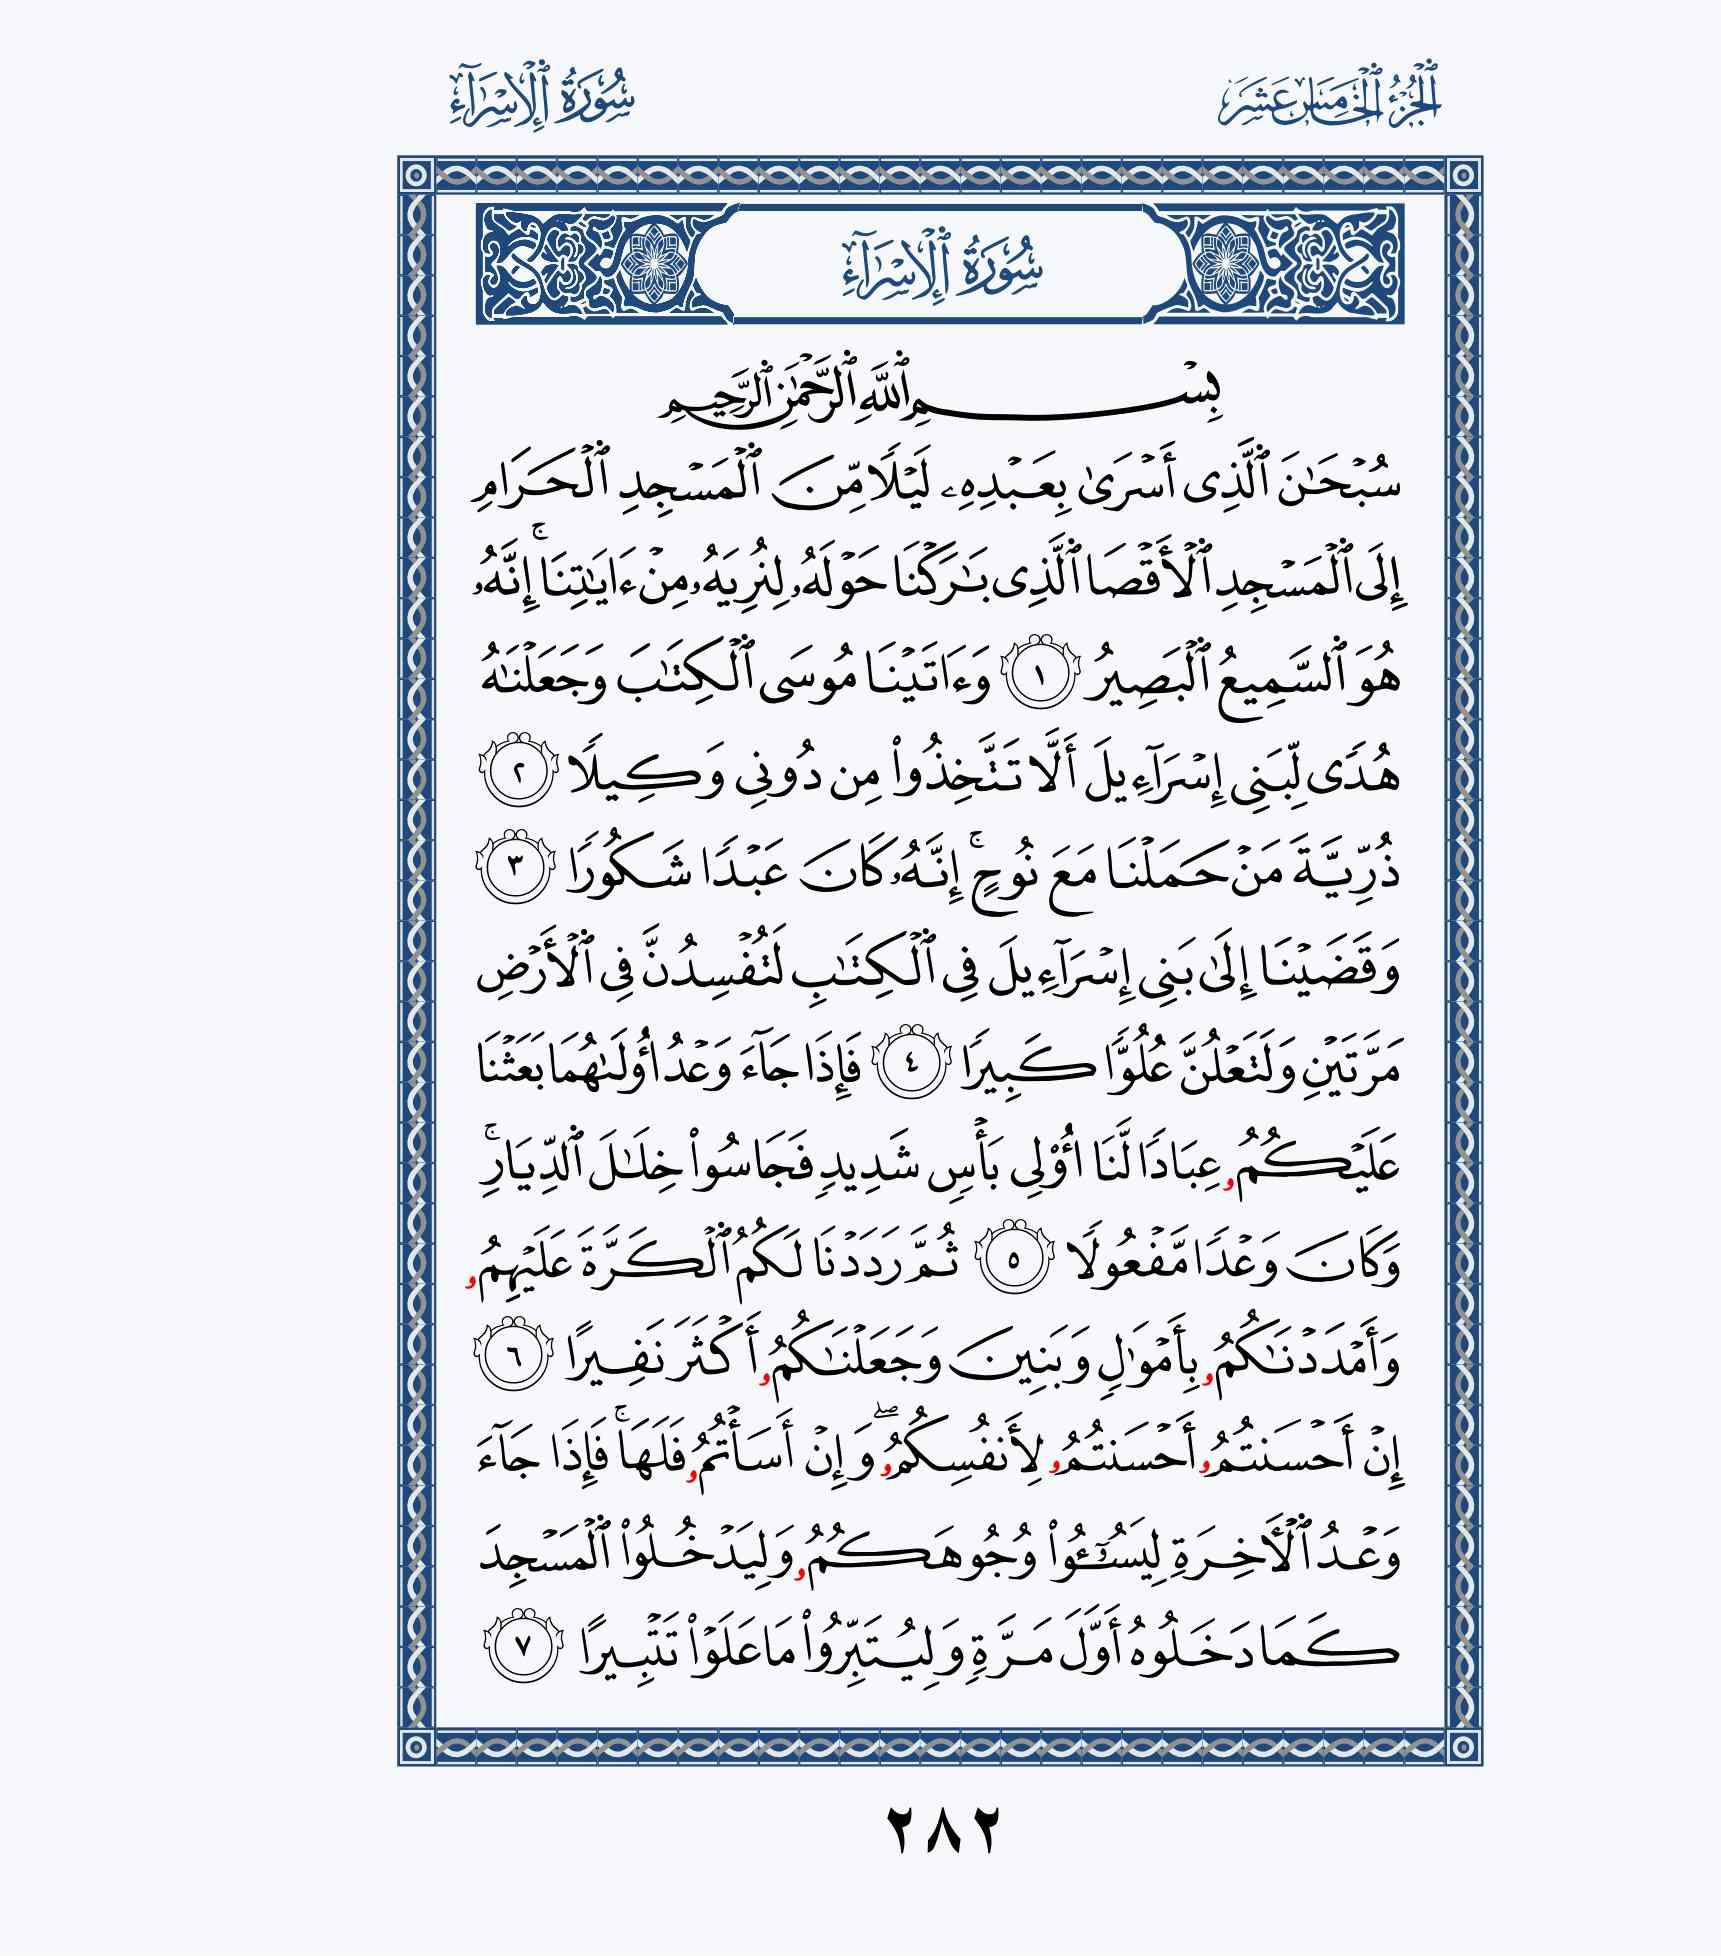 ٱلْجُزْءُ ٱلْخَامِسَ عَشَرَ
سُورَةُ ٱلْإِسْرَآءِ
سُورَةُ ٱلْإِسْرَآءِ
بِسْمِ ٱللَّهِ ٱلرَّحْمَٰنِ ٱلرَّحِيمِ
سُبْحَٰنَ ٱلَّذِى أَسْرَىٰ بِعَبْدِهِۦ لَيْلًا مِّنَ ٱلْمَسْجِدِ ٱلْحَرَامِ
إِلَى ٱلْمَسْجِدِ ٱلْأَقْصَا ٱلَّذِى بَٰرَكْنَا حَوْلَهُۥ لِنُرِيَهُۥ مِنْ ءَايَٰتِنَا ۚ إِنَّهُۥ
هُوَ ٱلسَّمِيعُ ٱلْبَصِيرُ ١ وَءَاتَيْنَا مُوسَى ٱلْكِتَٰبَ وَجَعَلْنَٰهُ
هُدًى لِّبَنِى إِسْرَآءِيلَ أَلَّا تَتَّخِذُوا۟ مِن دُونِى وَكِيلًا ٢
ذُرِّيَّةَ مَنْ حَمَلْنَا مَعَ نُوحٍ ۚ إِنَّهُۥ كَانَ عَبْدًا شَكُورًا ٣
وَقَضَيْنَا إِلَىٰ بَنِى إِسْرَآءِيلَ فِى ٱلْكِتَٰبِ لَتُفْسِدُنَّ فِى ٱلْأَرْضِ
مَرَّتَيْنِ وَلَتَعْلُنَّ عُلُوًّا كَبِيرًا ٤ فَإِذَا جَآءَ وَعْدُ أُولَىٰهُمَا بَعَثْنَا
عَلَيْكُمُۥ عِبَادًا لَّنَا أُو۟لِى بَأْسٍ شَدِيدٍ فَجَاسُوا۟ خِلَٰلَ ٱلدِّيَارِ ۚ
وَكَانَ وَعْدًا مَّفْعُولًا ٥ ثُمَّ رَدَدْنَا لَكُمُ ٱلْكَرَّةَ عَلَيْهِمُۥ
وَأَمْدَدْنَٰكُمُۥ بِأَمْوَٰلٍ وَبَنِينَ وَجَعَلْنَٰكُمُۥ أَكْثَرَ نَفِيرًا ٦
إِنْ أَحْسَنتُمُۥ أَحْسَنتُمُۥ لِأَنفُسِكُمُۥ ۖ وَإِنْ أَسَأْتُمُۥ فَلَهَا ۚ فَإِذَا جَآءَ
وَعْدُ ٱلْأَخِرَةِ لِيَسُـࣳٔـُوا۟ وُجُوهَكُمُۥ وَلِيَدْخُلُوا۟ ٱلْمَسْجِدَ
كَمَا دَخَلُوهُ أَوَّلَ مَرَّةٍ وَلِيُتَبِّرُوا۟ مَا عَلَوْا۟ تَتْبِيرًا ٧
٢٨٢